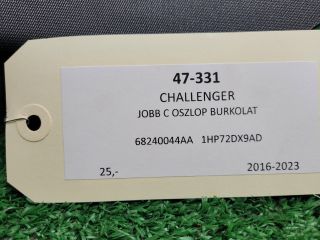 47-331
CHALLENGER
JOBB C OSZLOP BURKOLAT
68240044AA 1HP72DX9AD
25,- 2016-2023